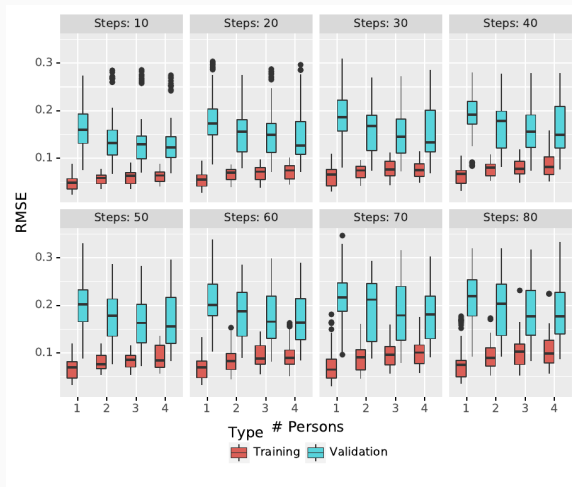 Steps: 10 Steps: 20 Steps: 30 Steps: 40
0.3
0.2
0.1
RMSE
Steps: 50 Steps: 60 Steps: 70 Steps: 80
0.3
0.2
0.1
1 2 3 4 1 2 3 4 1 2 3 4 1 2 3 4
# Persons
Type
Training Validation